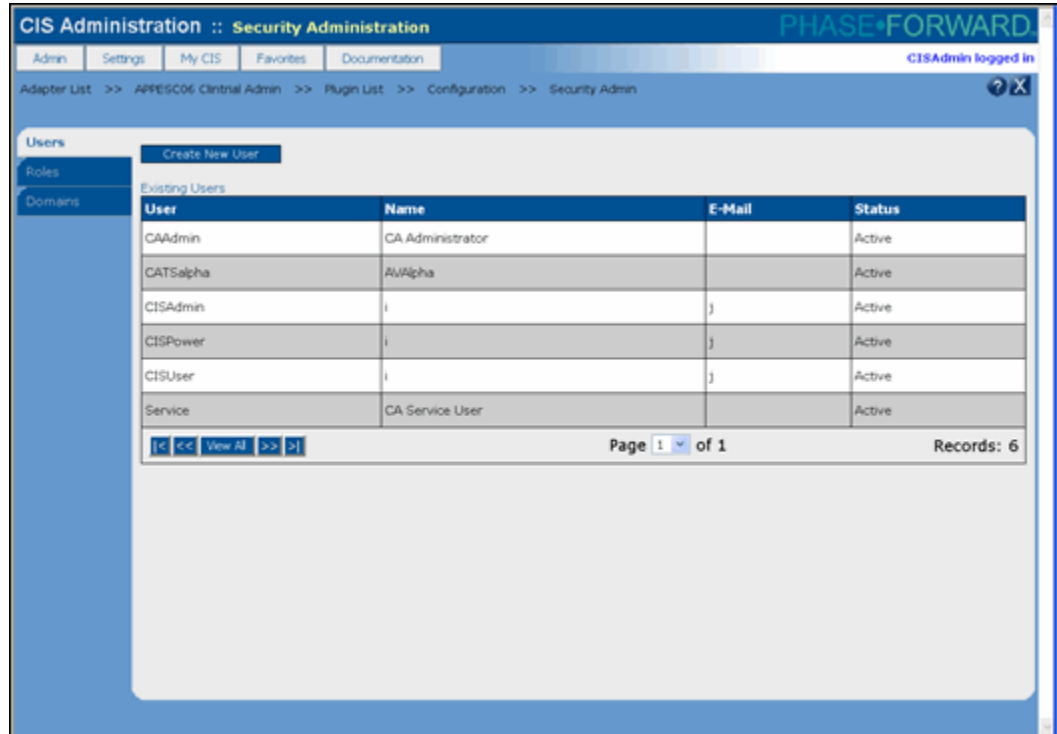 CIS Administration :: Security Administration PHASE•FORWARD.
Admin Settings My CIS Favorites Documentation CISAdmin logged in
Adapter List >> APPESC06 Clintrial Admin >> Plugin List >> Configuration >> Security Admin ? X
Users
Create New User
Roles
Existing Users
Domains
User Name E-Mail Status
CAAdmin CA Administrator Active
CATSalpha AVAlpha Active
CISAdmin i j Active
CISPower i j Active
CISUser i j Active
Service CA Service User Active
|< << View All >> >| Page 1 of 1 Records: 6